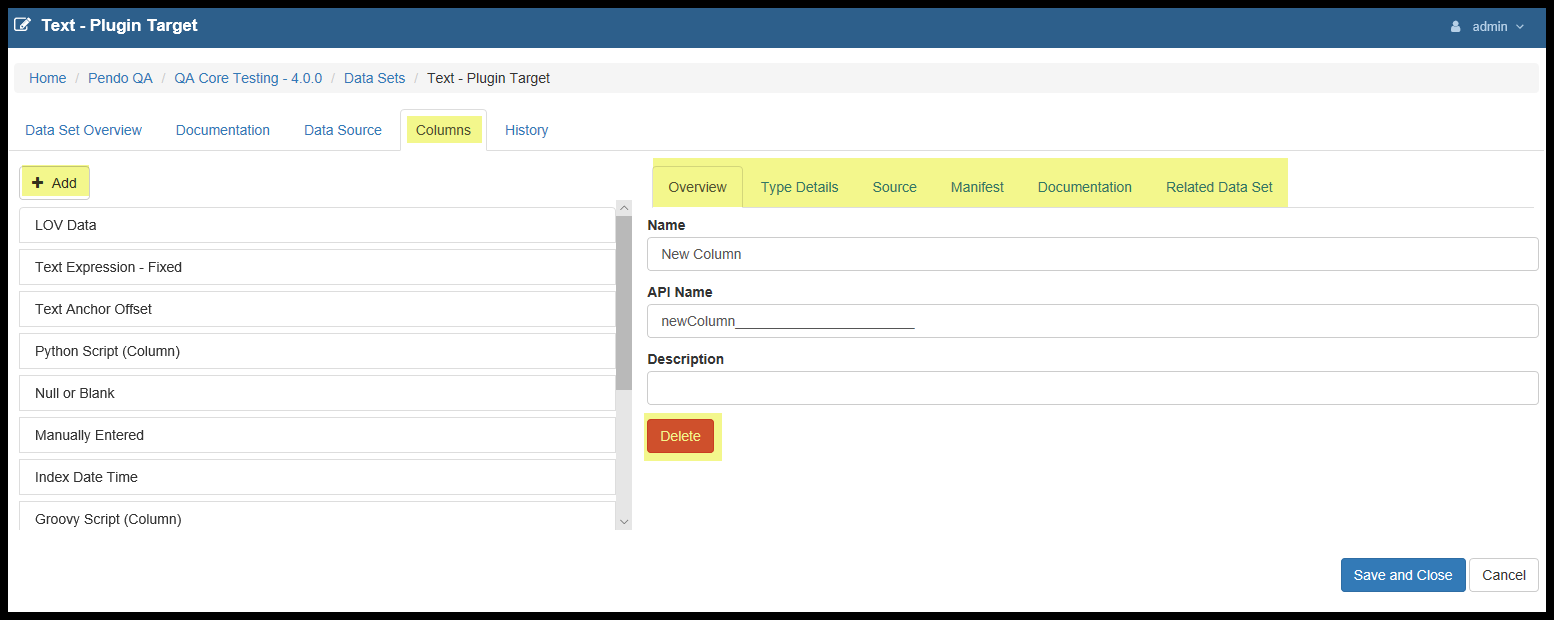 Text - Plugin Target
admin
Home / Pendo QA / QA Core Testing - 4.0.0 / Data Sets / Text - Plugin Target
Data Set Overview Documentation Data Source Columns History
+ Add
LOV Data
Text Expression - Fixed
Text Anchor Offset
Python Script (Column)
Null or Blank
Manually Entered
Index Date Time
Groovy Script (Column)
Overview Type Details Source Manifest Documentation Related Data Set
Name
New Column
API Name
newColumn_______________________
Description
Delete
Save and Close Cancel